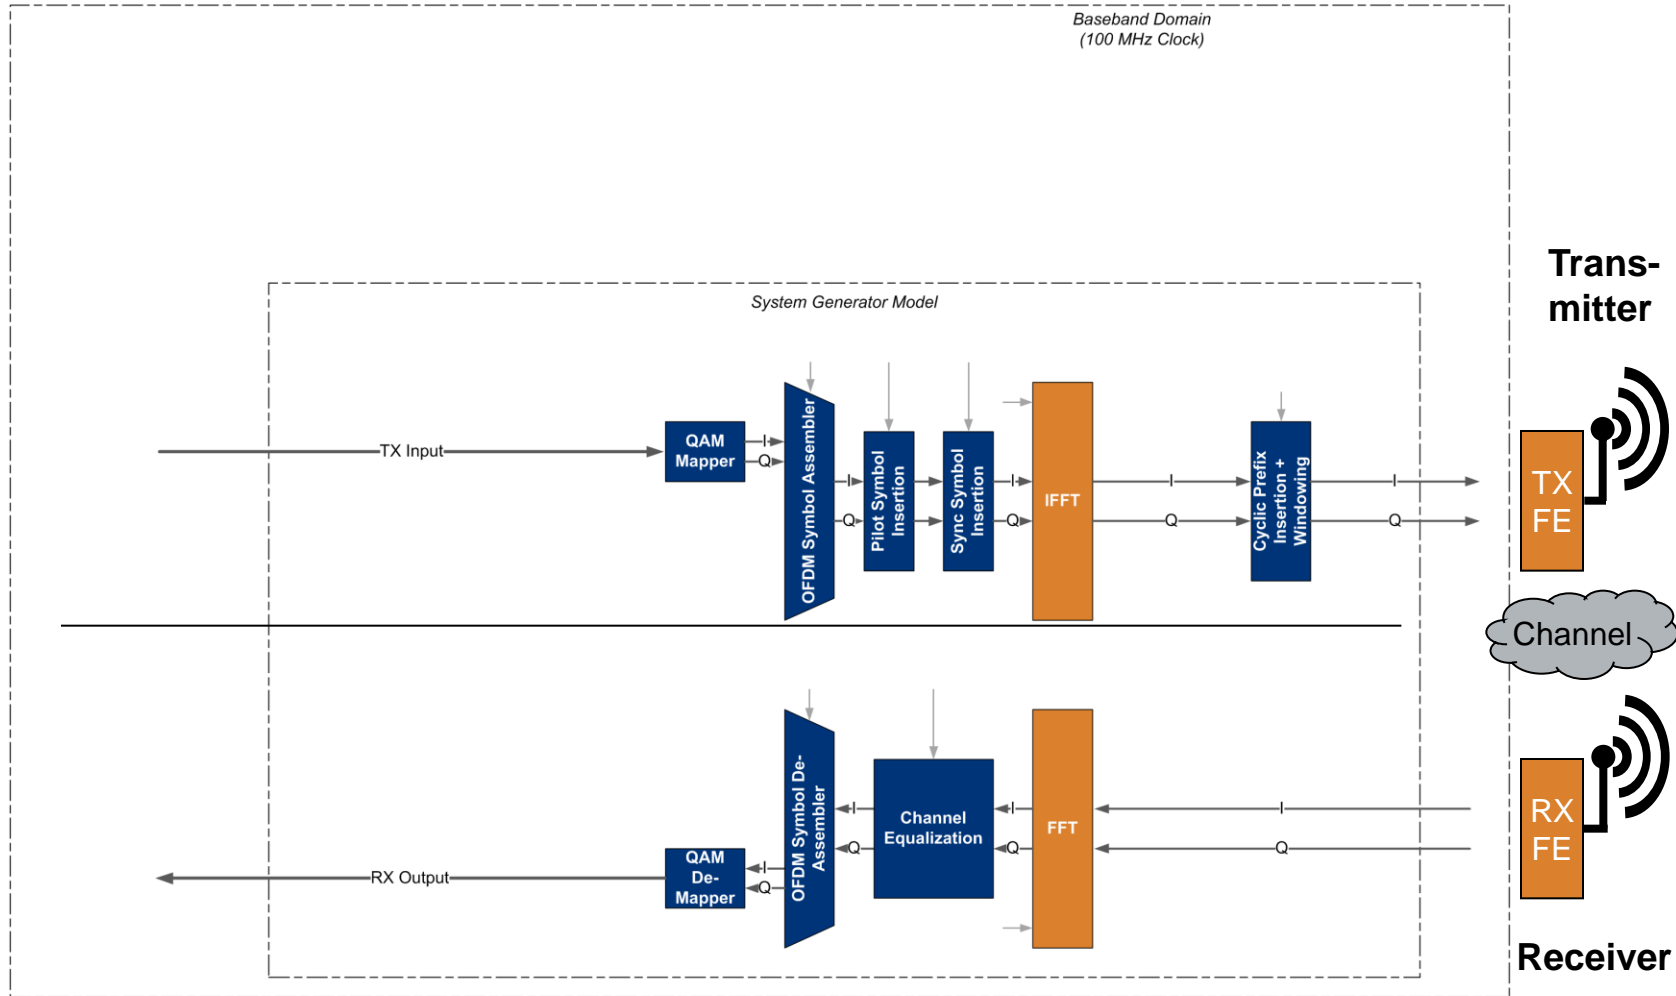 Baseband Domain
(100 MHz Clock)
Trans-
mitter
System Generator Model
TX Input
QAM
Mapper
I
Q
OFDM Symbol Assembler
I
Q
Pilot Symbol
Insertion
Sync Symbol
Insertion
I
Q
IFFT
I
Q
Cyclic Prefix
Insertion +
Windowing
I
Q
TX
FE
Channel
RX Output
QAM
De-
Mapper
I
Q
OFDM Symbol De-
Assembler
I
Q
Channel
Equalization
I
Q
FFT
I
Q
RX
FE
Receiver